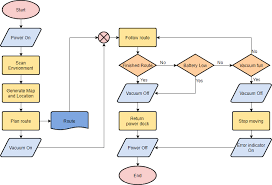 Start
Power On
Scan
Environment
Generate Map
and Location
Plan route
Vacuum On
Route
Follow route
Finished Route
No
Battery Low
No
Vacuum full
No
Yes
Yes
Yes
Vacuum Off
Vacuum Off
Return
power dock
Stop moving
Power Off
Error indicator
On
End